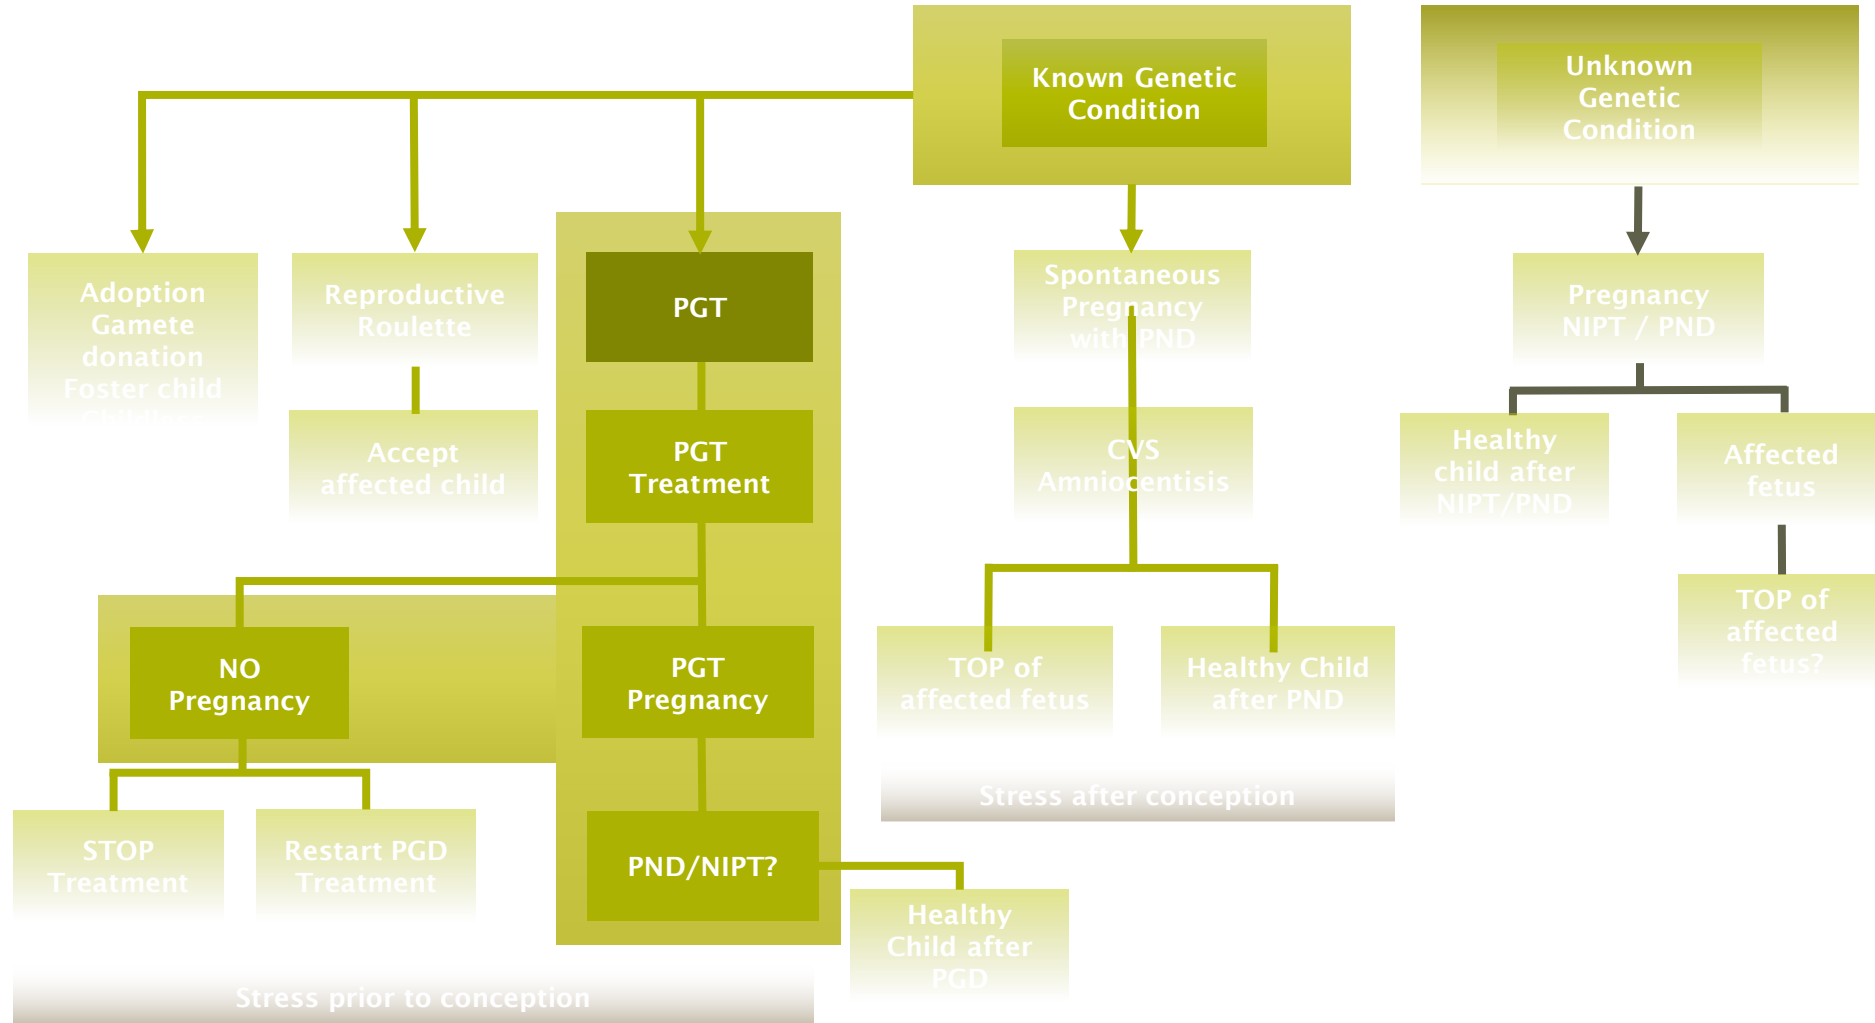 Known Genetic
Condition
Unknown
Genetic
Condition
Adoption
Gamete
donation
Foster child
Reproductive
Roulette
PGT
Spontaneous
Pregnancy
with PND
Pregnancy
NIPT / PND
Accept
affected child
PGT
Treatment
CVS
Amniocentisis
Healthy
child after
NIPT/PND
Affected
fetus
NO
Pregnancy
PGT
Pregnancy
TOP of
affected fetus
Healthy Child
after PND
TOP of
affected
fetus?
Stress after conception
STOP
Treatment
Restart PGD
Treatment
PND/NIPT?
Healthy
Child after
PGD
Stress prior to conception